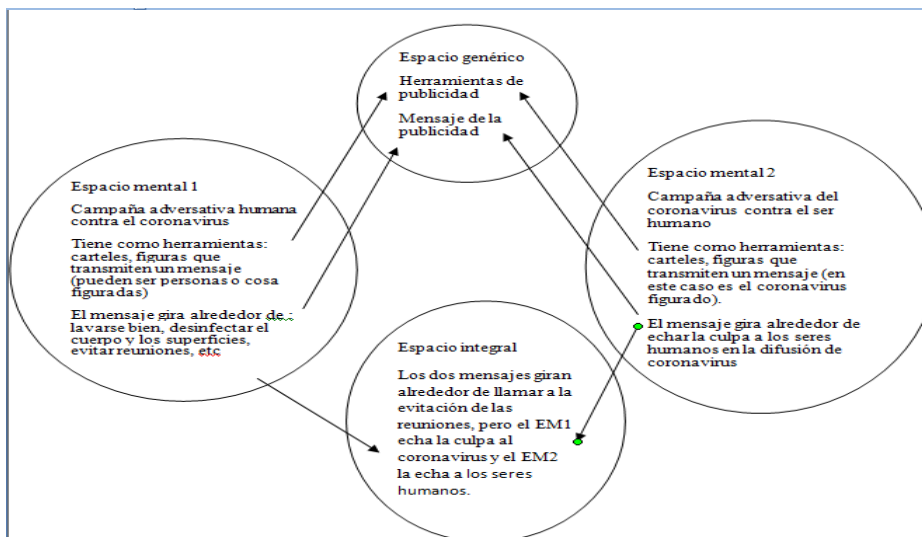 Espacio genérico
Herramientas de
publicidad
Mensaje de la
publicidad
Espacio mental 1
Campaña adversativa humana
contra el coronavirus
Tiene como herramientas:
carteles, figuras que
transmiten un mensaje
(pueden ser personas o cosa
figuradas)
El mensaje gira alrededor de :
lavarse bien, desinfectar el
cuerpo y los superficies,
evitar reuniones, etc
Espacio mental 2
Campaña adversativa del
coronavirus contra el ser
humano
Tiene como herramientas:
carteles, figuras que
transmiten un mensaje (en
este caso es el coronavirus
figurado).
El mensaje gira alrededor de
echar la culpa a los seres
humanos en la difusión de
coronavirus
Espacio integral
Los dos mensajes giran
alrededor de llamar a la
evitación de las
reuniones, pero el EM1
echa la culpa al
coronavirus y el EM2
la echa a los seres
humanos.